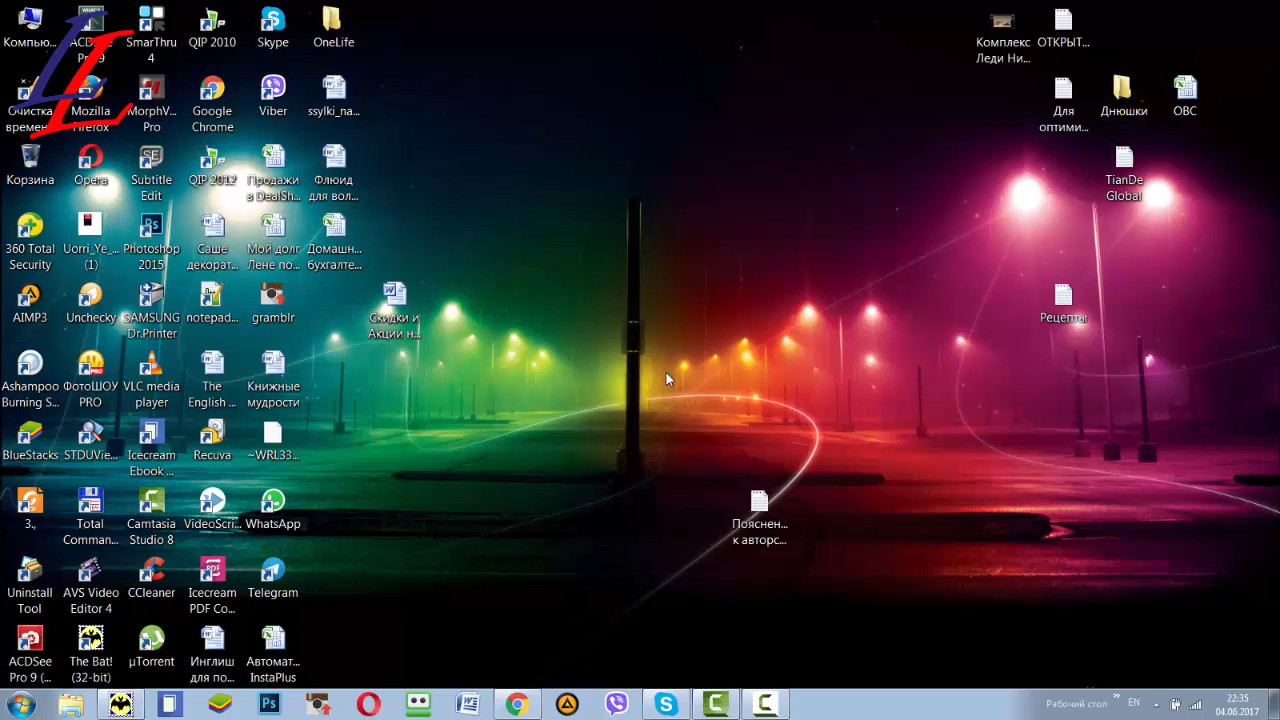 Компью...
ACDSee
Pro 9
SmarThru
4
QIP 2010
Skype
OneLife
Комплекс
Леди Ни...
ОТКРЫТ...
Очистка
времен...
Mozilla
Firefox
MorphV...
Pro
Google
Chrome
Viber
ssylki_na...
Для
оптими...
Днюшки
ОВС
Корзина
Opera
Subtitle
Edit
QIP 2012
Продажи
в DealSh...
Флюид
для вол...
TianDe
Global
360 Total
Security
Uorri_Ye_...
(1)
Photoshop
2015
Саше
декорат...
Мой долг
Лене по...
Домашн...
бухгалте...
AIMP3
Unchecky
SAMSUNG
Dr.Printer
notepad...
gramblr
Скидки и
Акции н...
Рецепты
Ashampoo
Burning S...
ФотоШОУ
PRO
VLC media
player
The
English ...
Книжные
мудрости
BlueStacks
STDUVie...
Icecream
Ebook ...
Recuva
~WRL33...
3.,
Total
Comman...
Camtasia
Studio 8
VideoScri...
WhatsApp
Пояснен...
к авторс...
Uninstall
Tool
AVS Video
Editor 4
CCleaner
Icecream
PDF Co...
Telegram
ACDSee
Pro 9 (...
The Bat!
(32-bit)
µTorrent
Инглиш
для по...
Автомат...
InstaPlus
Рабочий стол
EN
22:35
04.06.2017